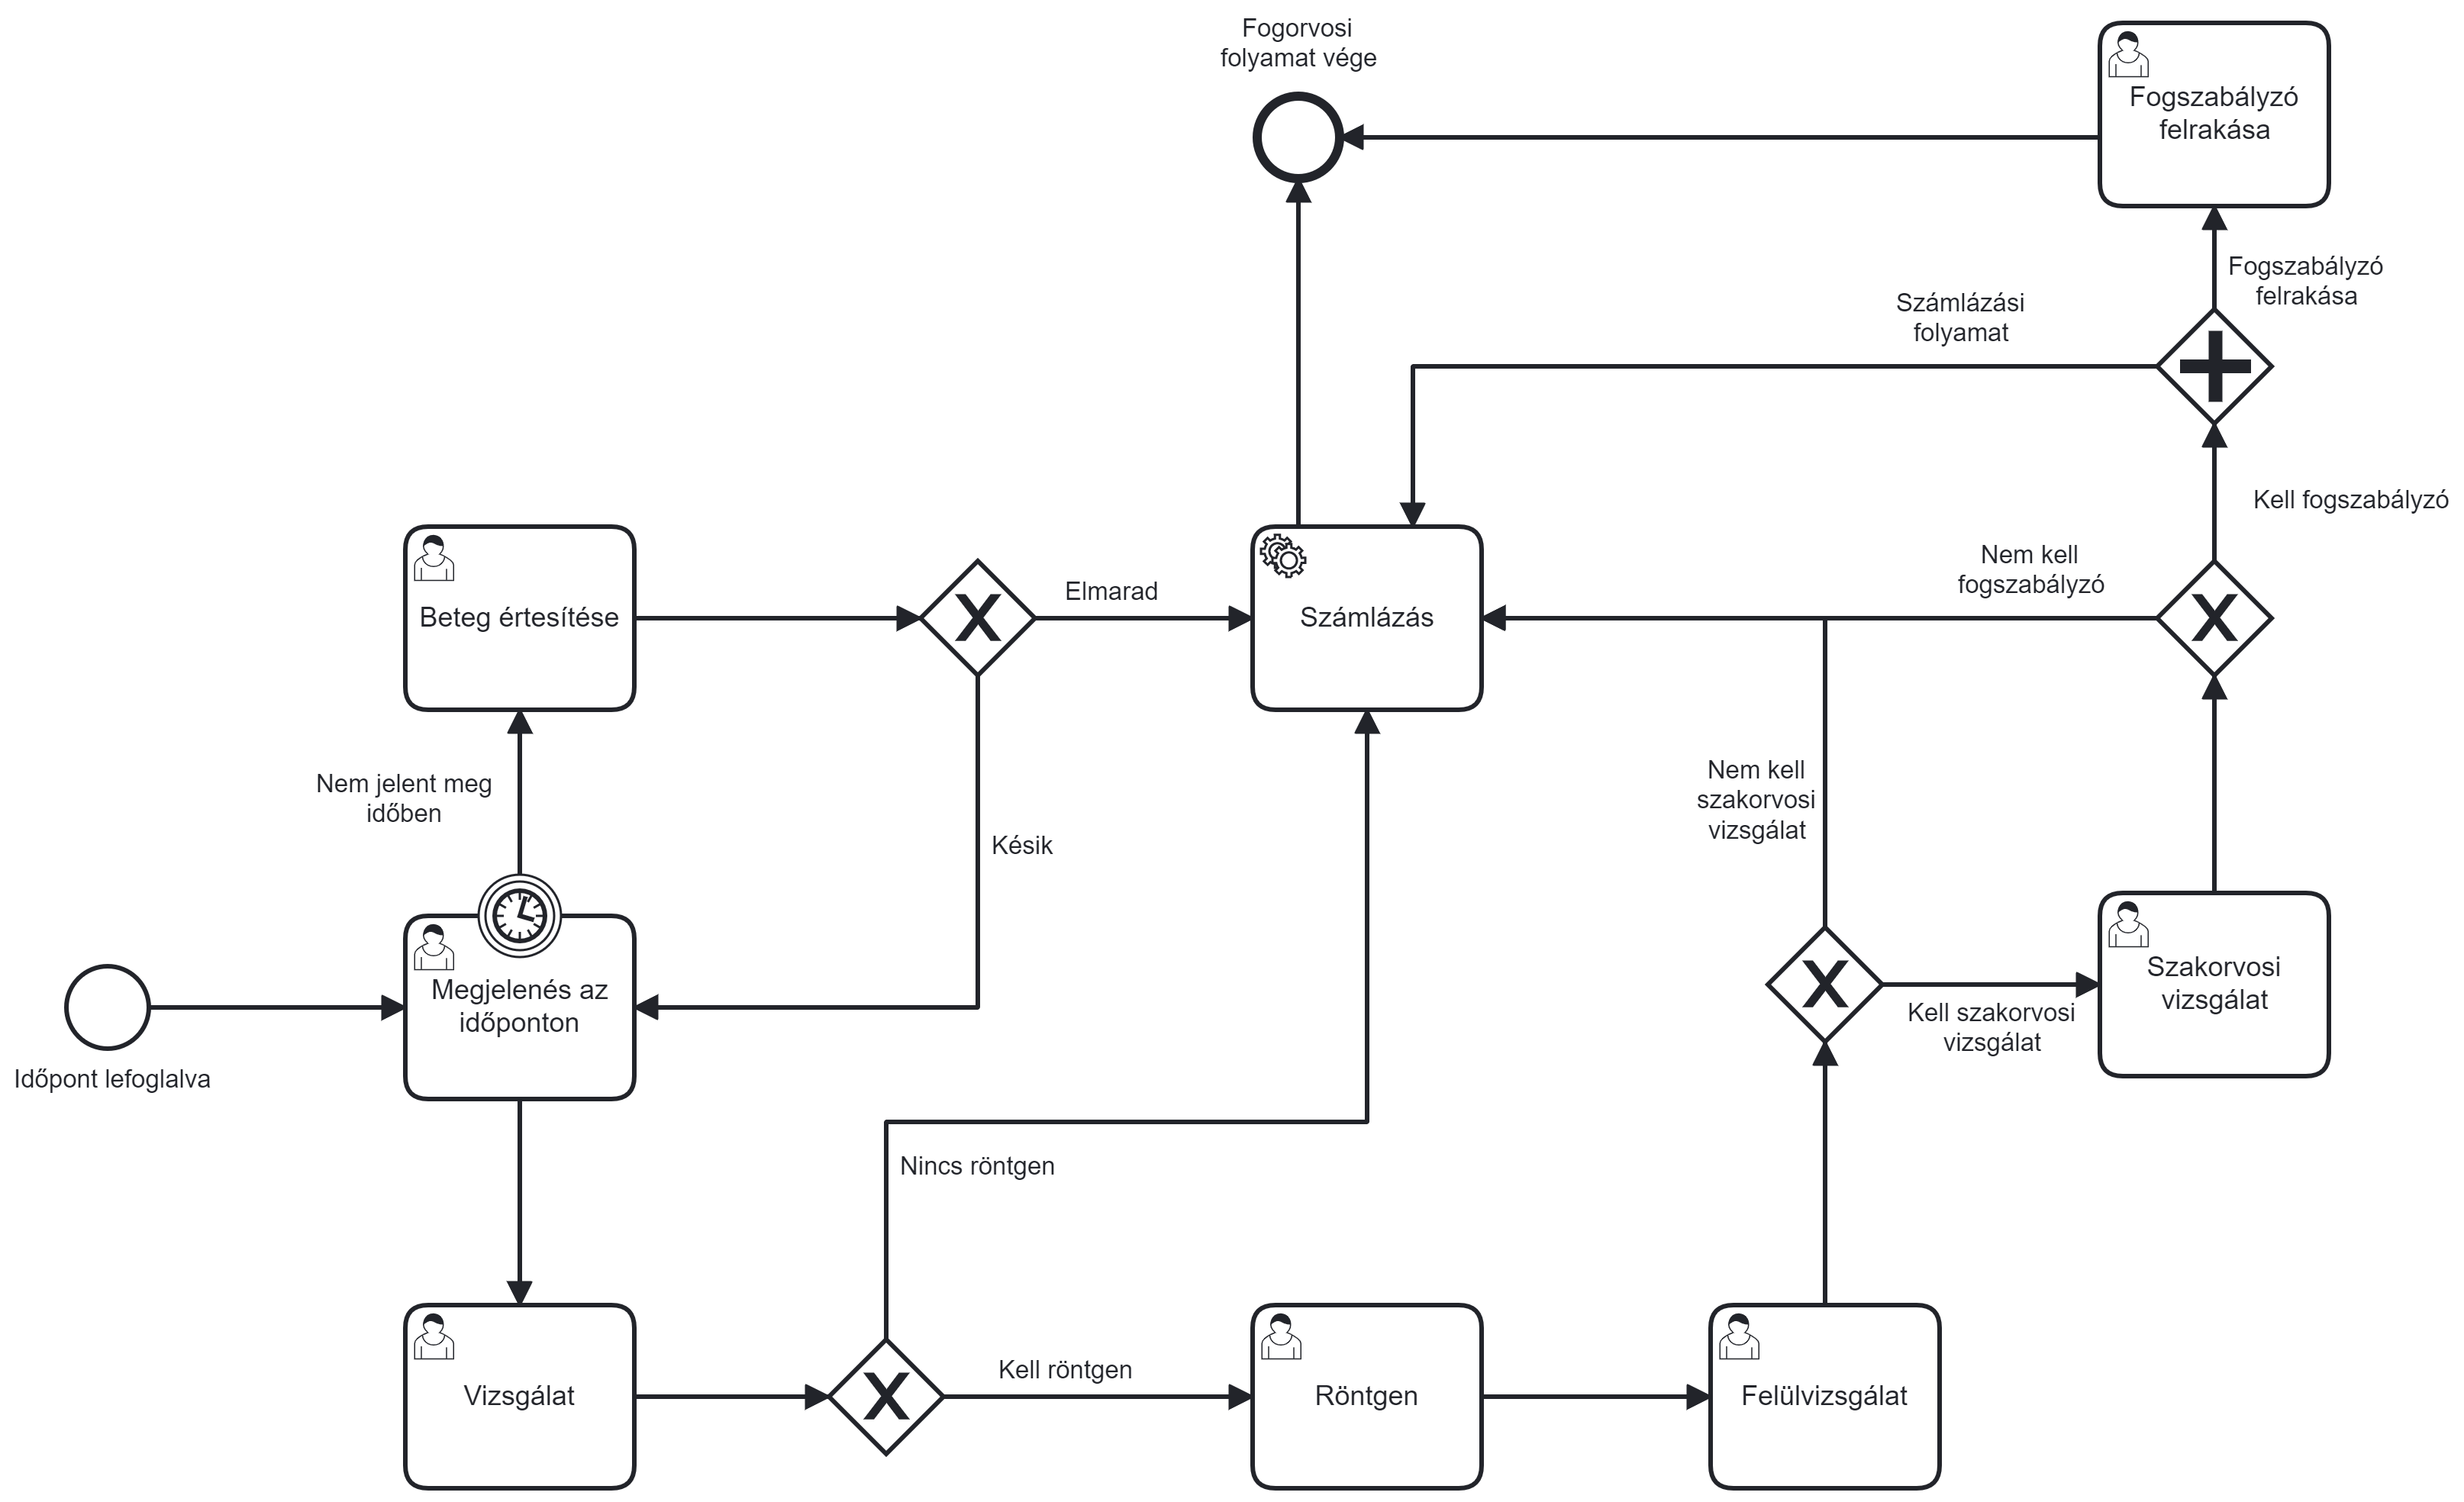 Fogorvosi
folyamat vége
Fogszabályzó
felrakása
Fogszabályzó
felrakása
Számlázási
folyamat
Kell fogszabályzó
Nem kell
fogszabályzó
Beteg értesítése
X
Elmarad
Számlázás
X
Nem jelent meg
időben
Késik
Nem kell
szakorvosi
vizsgálat
Időpont lefoglalva
Megjelenés az
időponton
X
Kell szakorvosi
vizsgálat
Szakorvosi
vizsgálat
Nincs röntgen
Vizsgálat
X
Kell röntgen
Röntgen
Felülvizsgálat